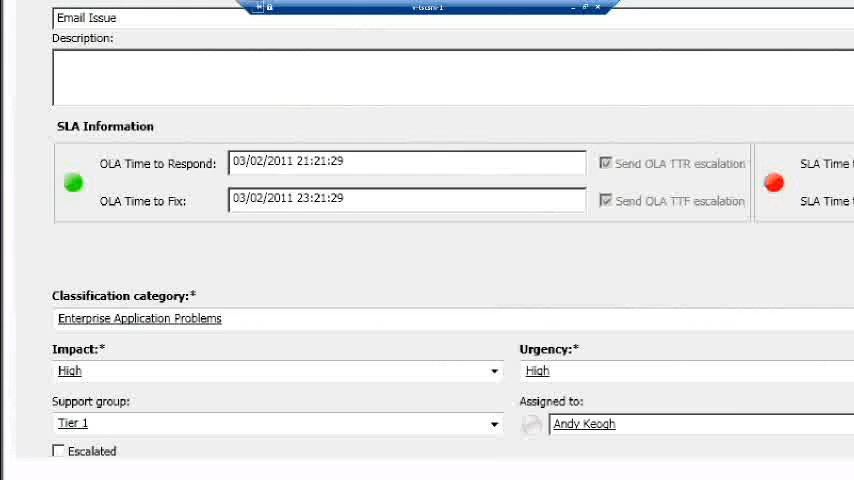 v-tscsm-1
Email Issue
Description:
SLA Information
OLA Time to Respond: 03/02/2011 21:21:29 Send OLA TTR escalation SLA Time
OLA Time to Fix: 03/02/2011 23:21:29 Send OLA TTF escalation SLA Time
Classification category:*
Enterprise Application Problems
Impact:* Urgency:*
High High
Support group: Assigned to:
Tier 1 Andy Keogh
Escalated